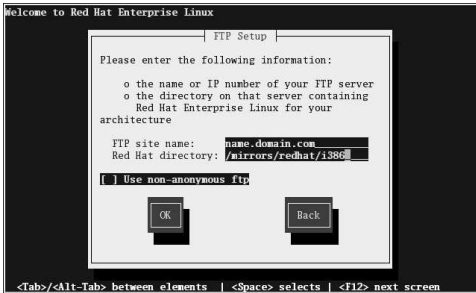 Welcome to Red Hat Enterprise Linux
FTP Setup
Please enter the following information:
o the name or IP number of your FTP server
o the directory on that server containing
Red Hat Enterprise Linux for your
architecture
FTP site name: name.domain.com
Red Hat directory: /mirrors/redhat/i386
[ ] Use non-anonymous ftp
OK Back
<Tab>/<Alt-Tab> between elements | <Space> selects | <F12> next screen